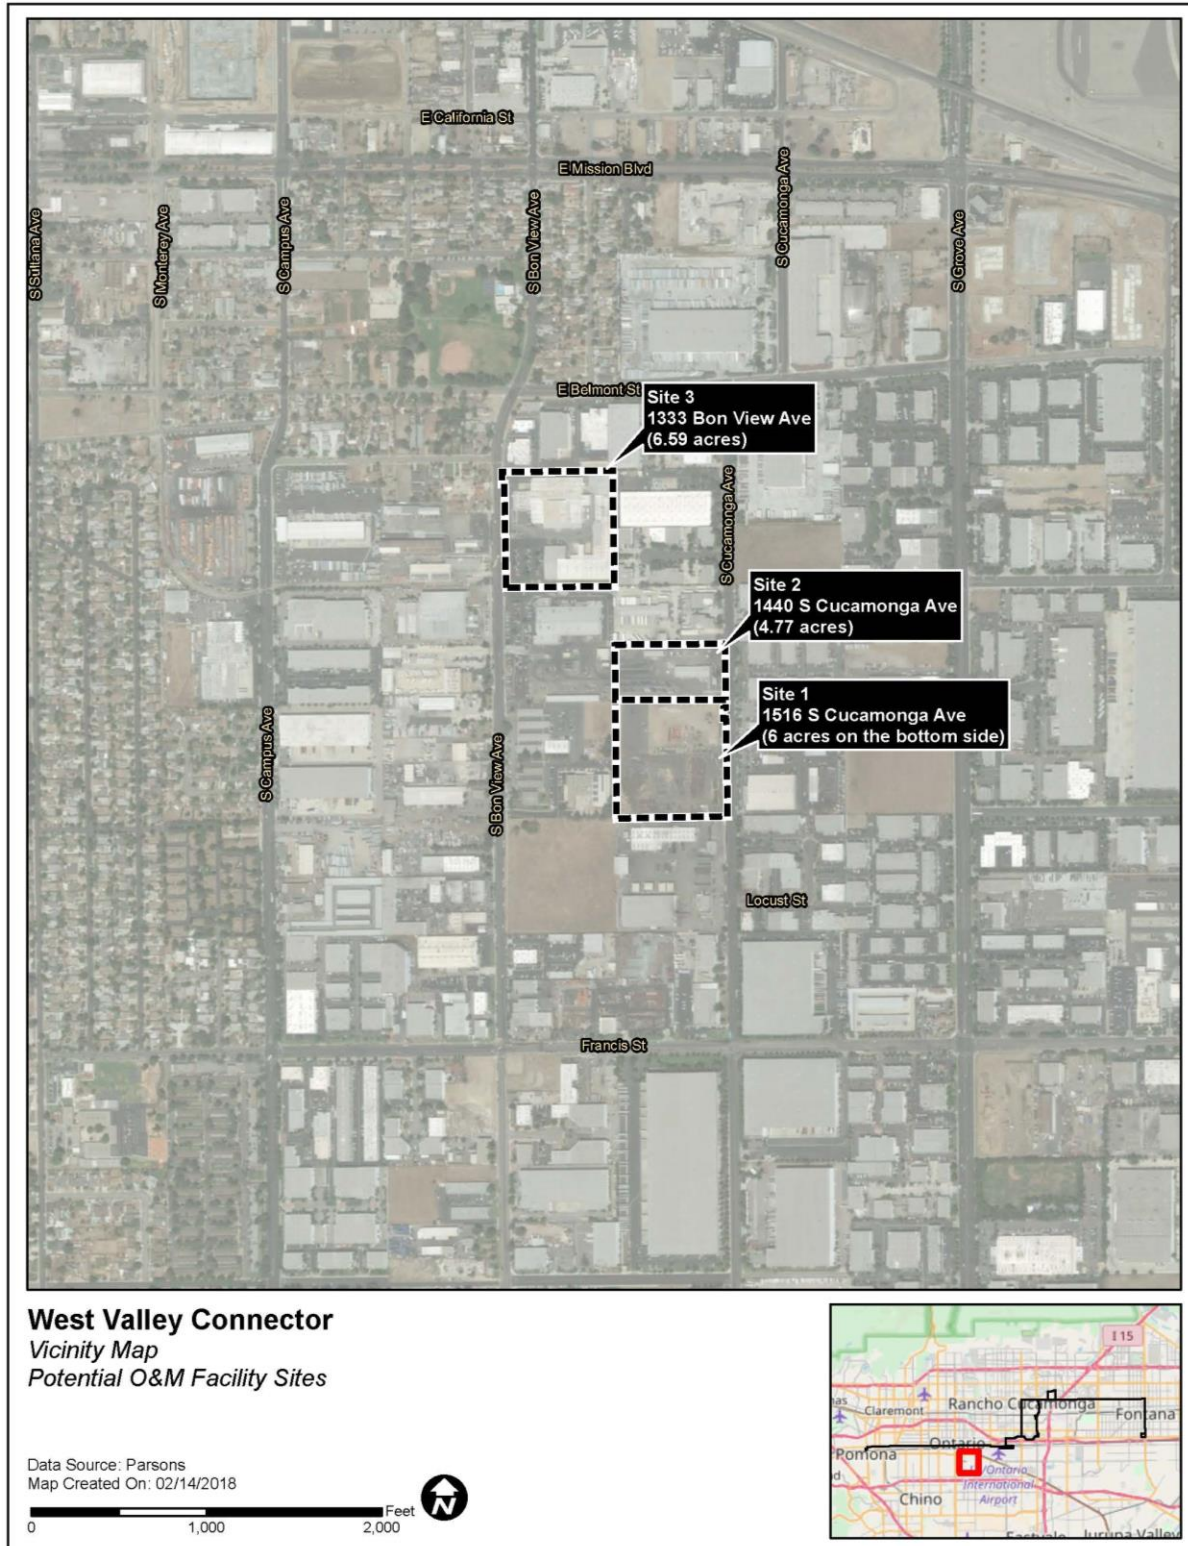 E California St
E Mission Blvd
S Sultana Ave
S Monterey Ave
S Campus Ave
S Bon View Ave
S Cucamonga Ave
S Grove Ave
E Belmont St
Site 3
1333 Bon View Ave
(6.59 acres)
S Cucamonga Ave
Site 2
1440 S Cucamonga Ave
(4.77 acres)
Site 1
1516 S Cucamonga Ave
(6 acres on the bottom side)
S Campus Ave
S Bon View Ave
Locust St
Francis St
West Valley Connector
Vicinity Map
Potential O&M Facility Sites
Data Source: Parsons
Map Created On: 02/14/2018
Feet
0 1,000 2,000
N
I 15
Claremont
Rancho Cucamonga
Fontana
Pomona
Ontario
/Ontario
International
Airport
Chino
Eastvale
Jurupa Valley